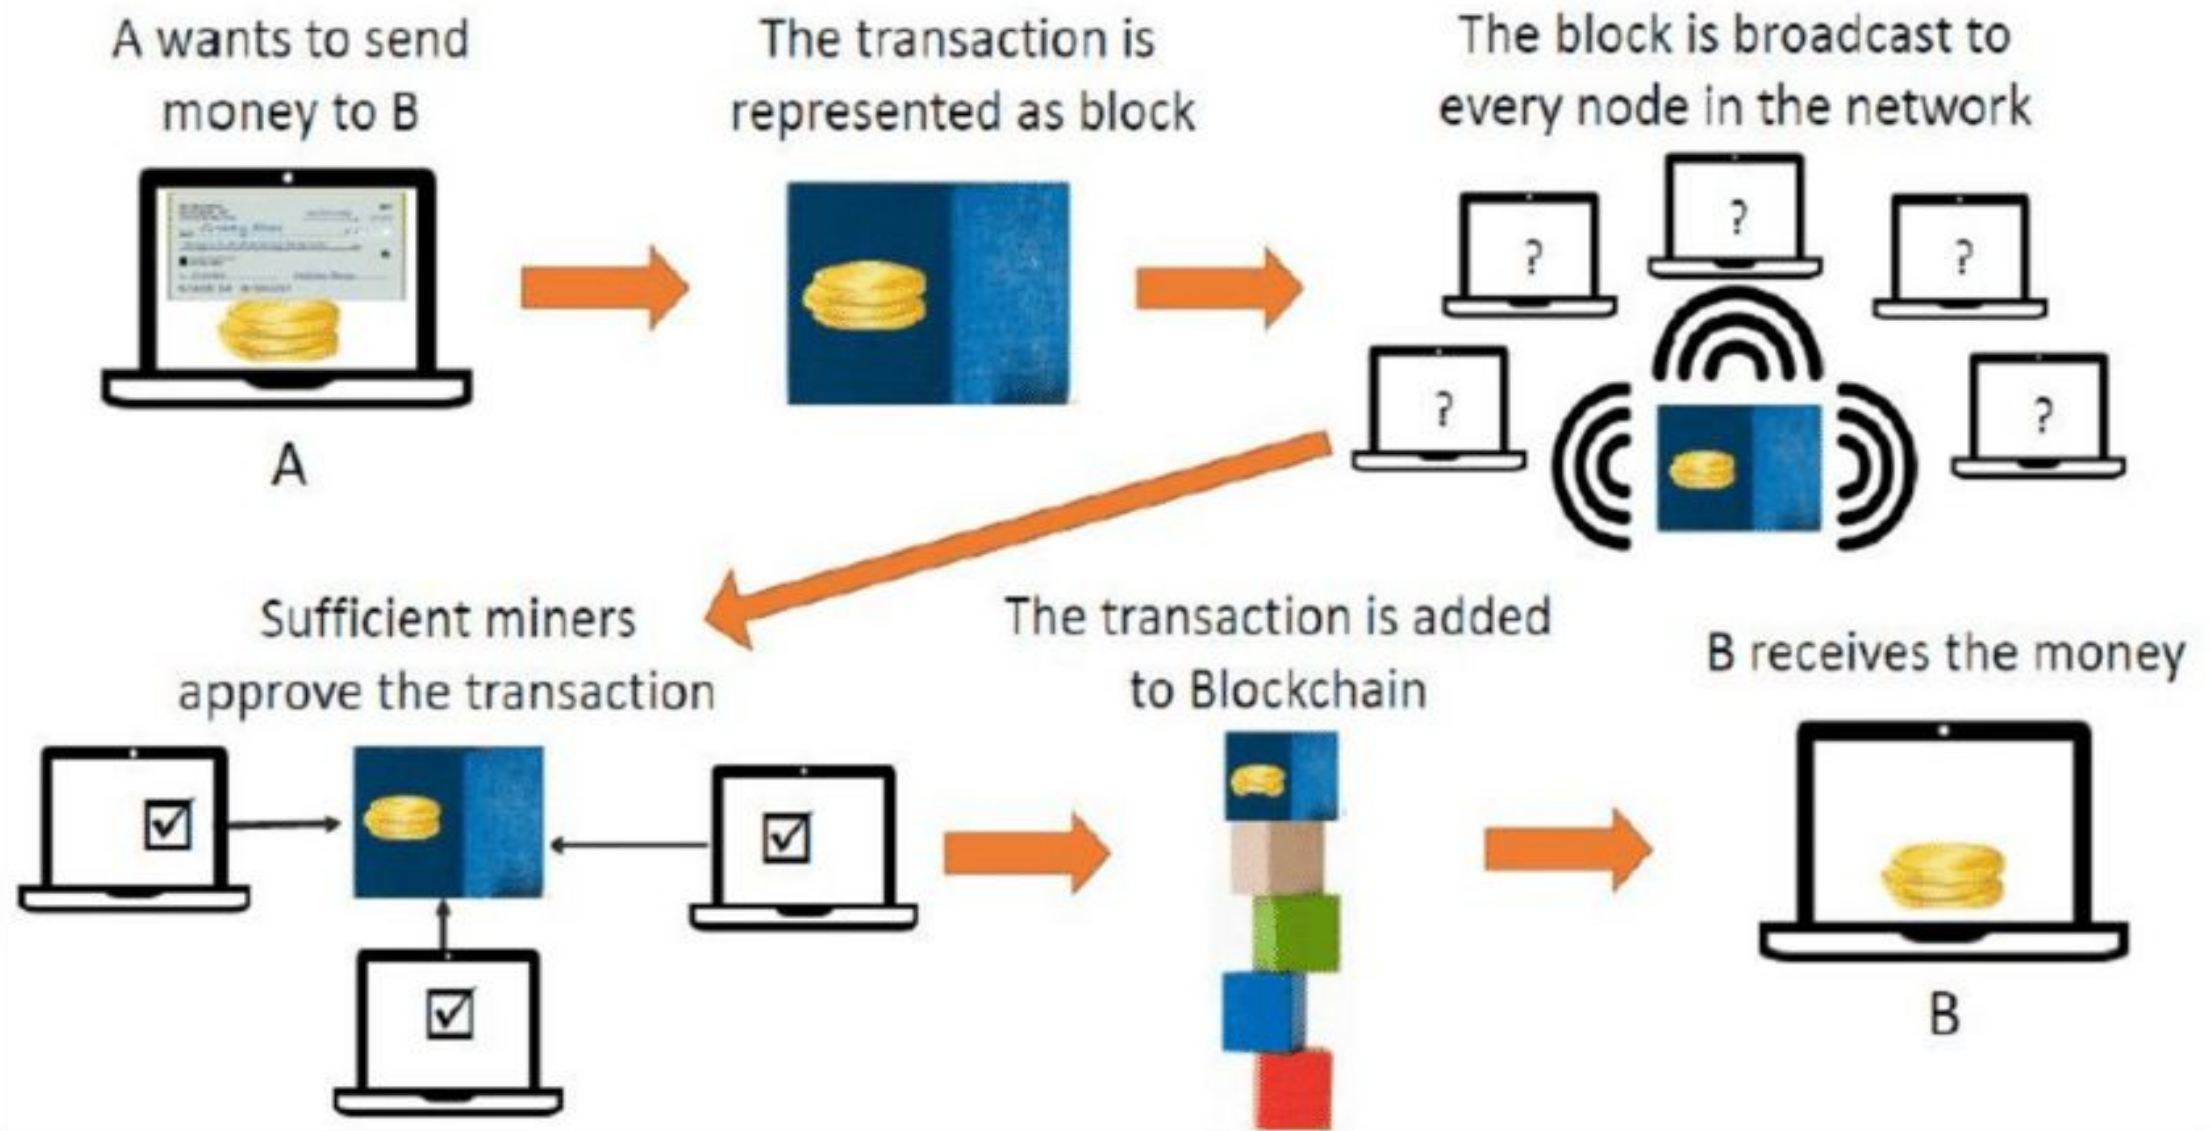 A wants to send
money to B
The transaction is
represented as block
The block is broadcast to
every node in the network
?
?
?
?
?
A
Sufficient miners
approve the transaction
The transaction is added
to Blockchain
B receives the money
B